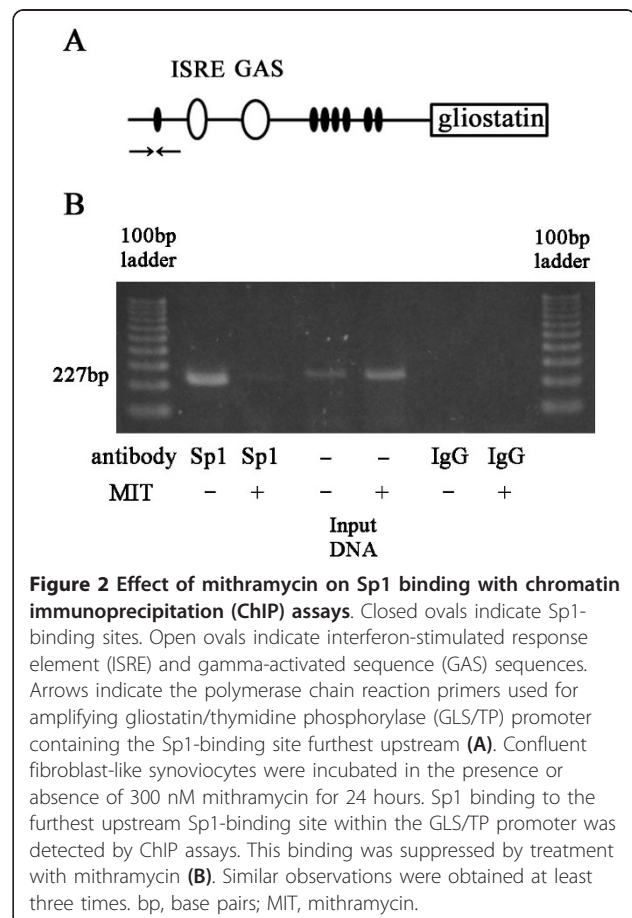 A
ISRE GAS
gliostatin
B
100bp ladder
100bp ladder
227bp
antibody Sp1 Sp1 – – IgG IgG
MIT – + – + – +
Input
DNA
Figure 2 Effect of mithramycin on Sp1 binding with chromatin
immunoprecipitation (ChIP) assays. Closed ovals indicate Sp1-
binding sites. Open ovals indicate interferon-stimulated response
element (ISRE) and gamma-activated sequence (GAS) sequences.
Arrows indicate the polymerase chain reaction primers used for
amplifying gliostatin/thymidine phosphorylase (GLS/TP) promoter
containing the Sp1-binding site furthest upstream (A). Confluent
fibroblast-like synoviocytes were incubated in the presence or
absence of 300 nM mithramycin for 24 hours. Sp1 binding to the
furthest upstream Sp1-binding site within the GLS/TP promoter was
detected by ChIP assays. This binding was suppressed by treatment
with mithramycin (B). Similar observations were obtained at least
three times. bp, base pairs; MIT, mithramycin.